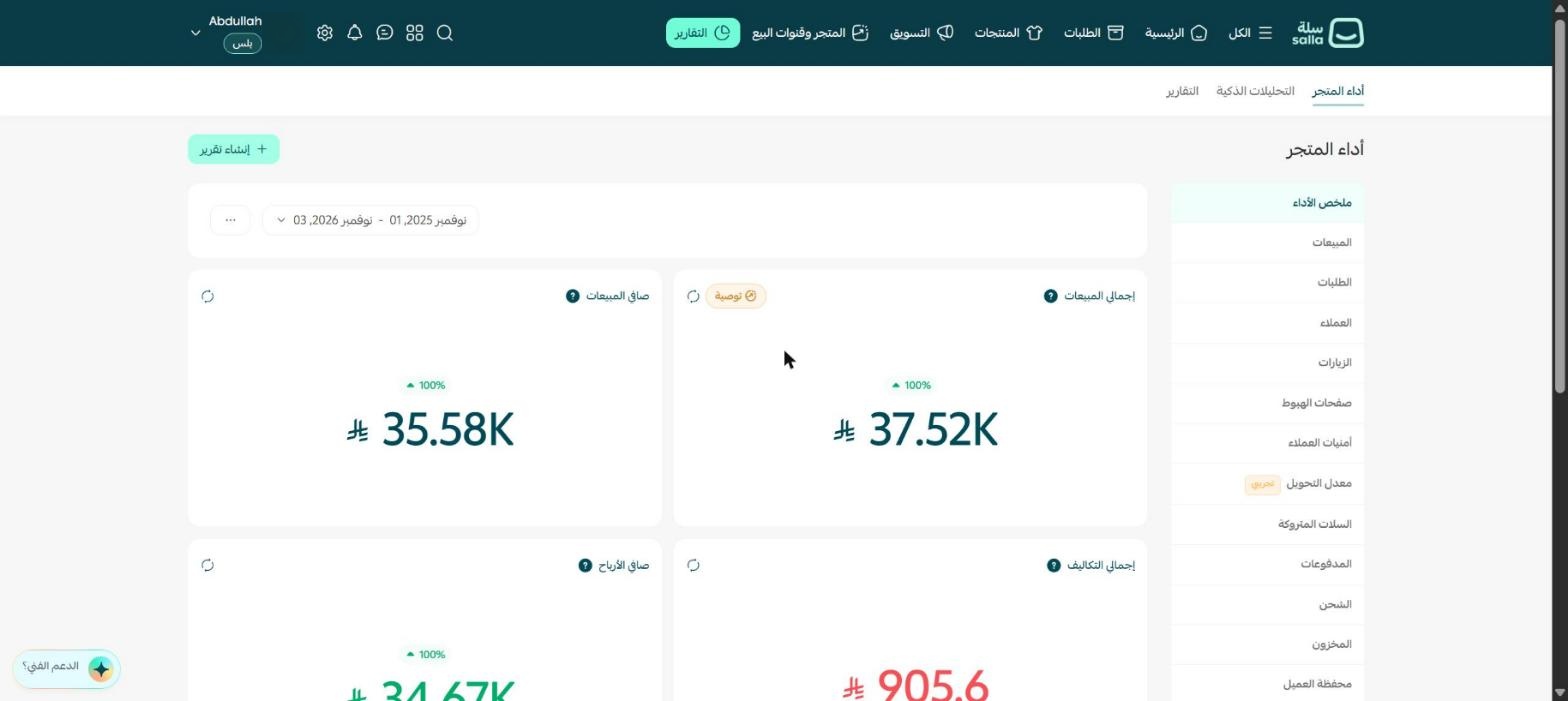 سلة
salla
الكل
الرئيسية
الطلبات
المنتجات
التسويق
المتجر وقنوات البيع
التقارير
Abdullah
بلس
أداء المتجر
التحليلات الذكية
التقارير
أداء المتجر
+ إنشاء تقرير
ملخص الأداء
المبيعات
الطلبات
العملاء
الزيارات
صفحات الهبوط
أمنيات العملاء
معدل التحويل تجريبي
السلات المتروكة
المدفوعات
الشحن
المخزون
محفظة العميل
نوفمبر 01, 2025 - نوفمبر 03, 2026
...
إجمالي المبيعات ?
توصية
100%
37.52K
صافي المبيعات ?
100%
35.58K
إجمالي التكاليف ?
905.6
صافي الأرباح ?
100%
34.67K
الدعم الفني؟